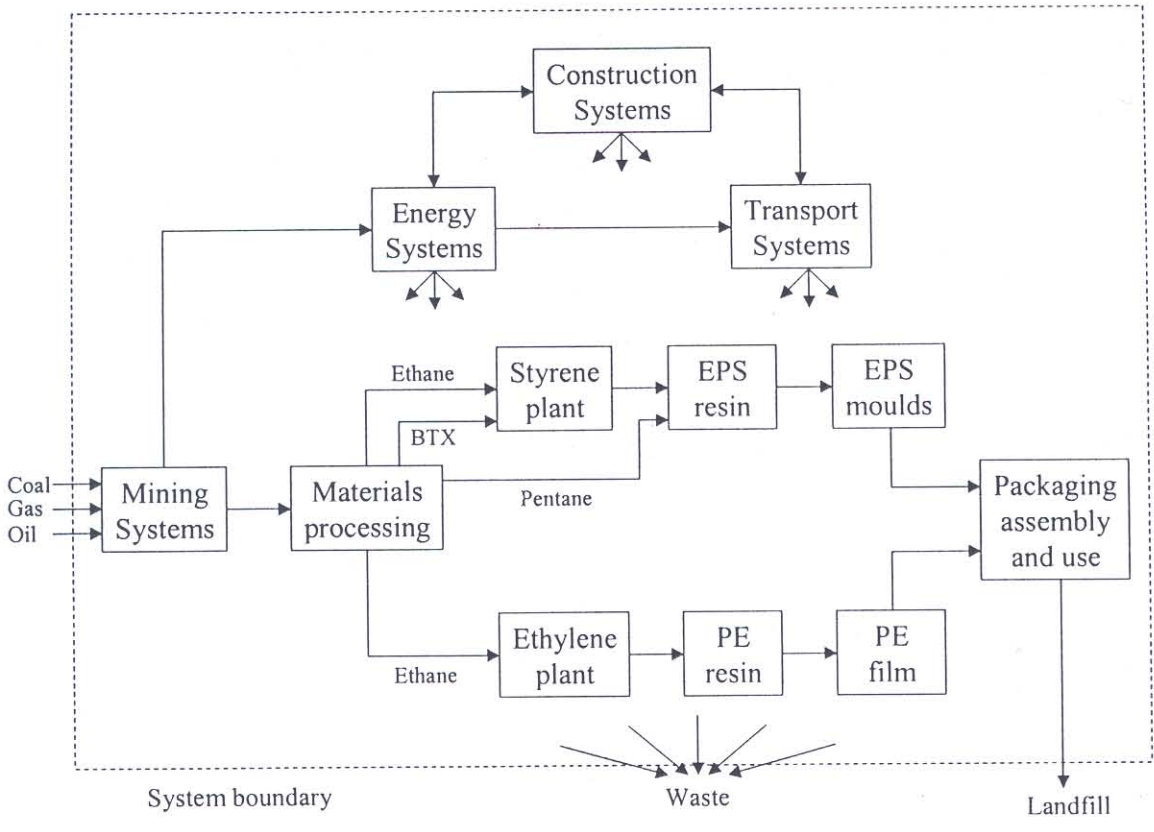 Construction
Systems
Energy
Systems
Transport
Systems
Ethane
Styrene
plant
EPS
resin
EPS
moulds
BTX
Coal
Gas
Oil
Mining
Systems
Materials
processing
Pentane
Packaging
assembly
and use
Ethane
Ethylene
plant
PE
resin
PE
film
System boundary
Waste
Landfill